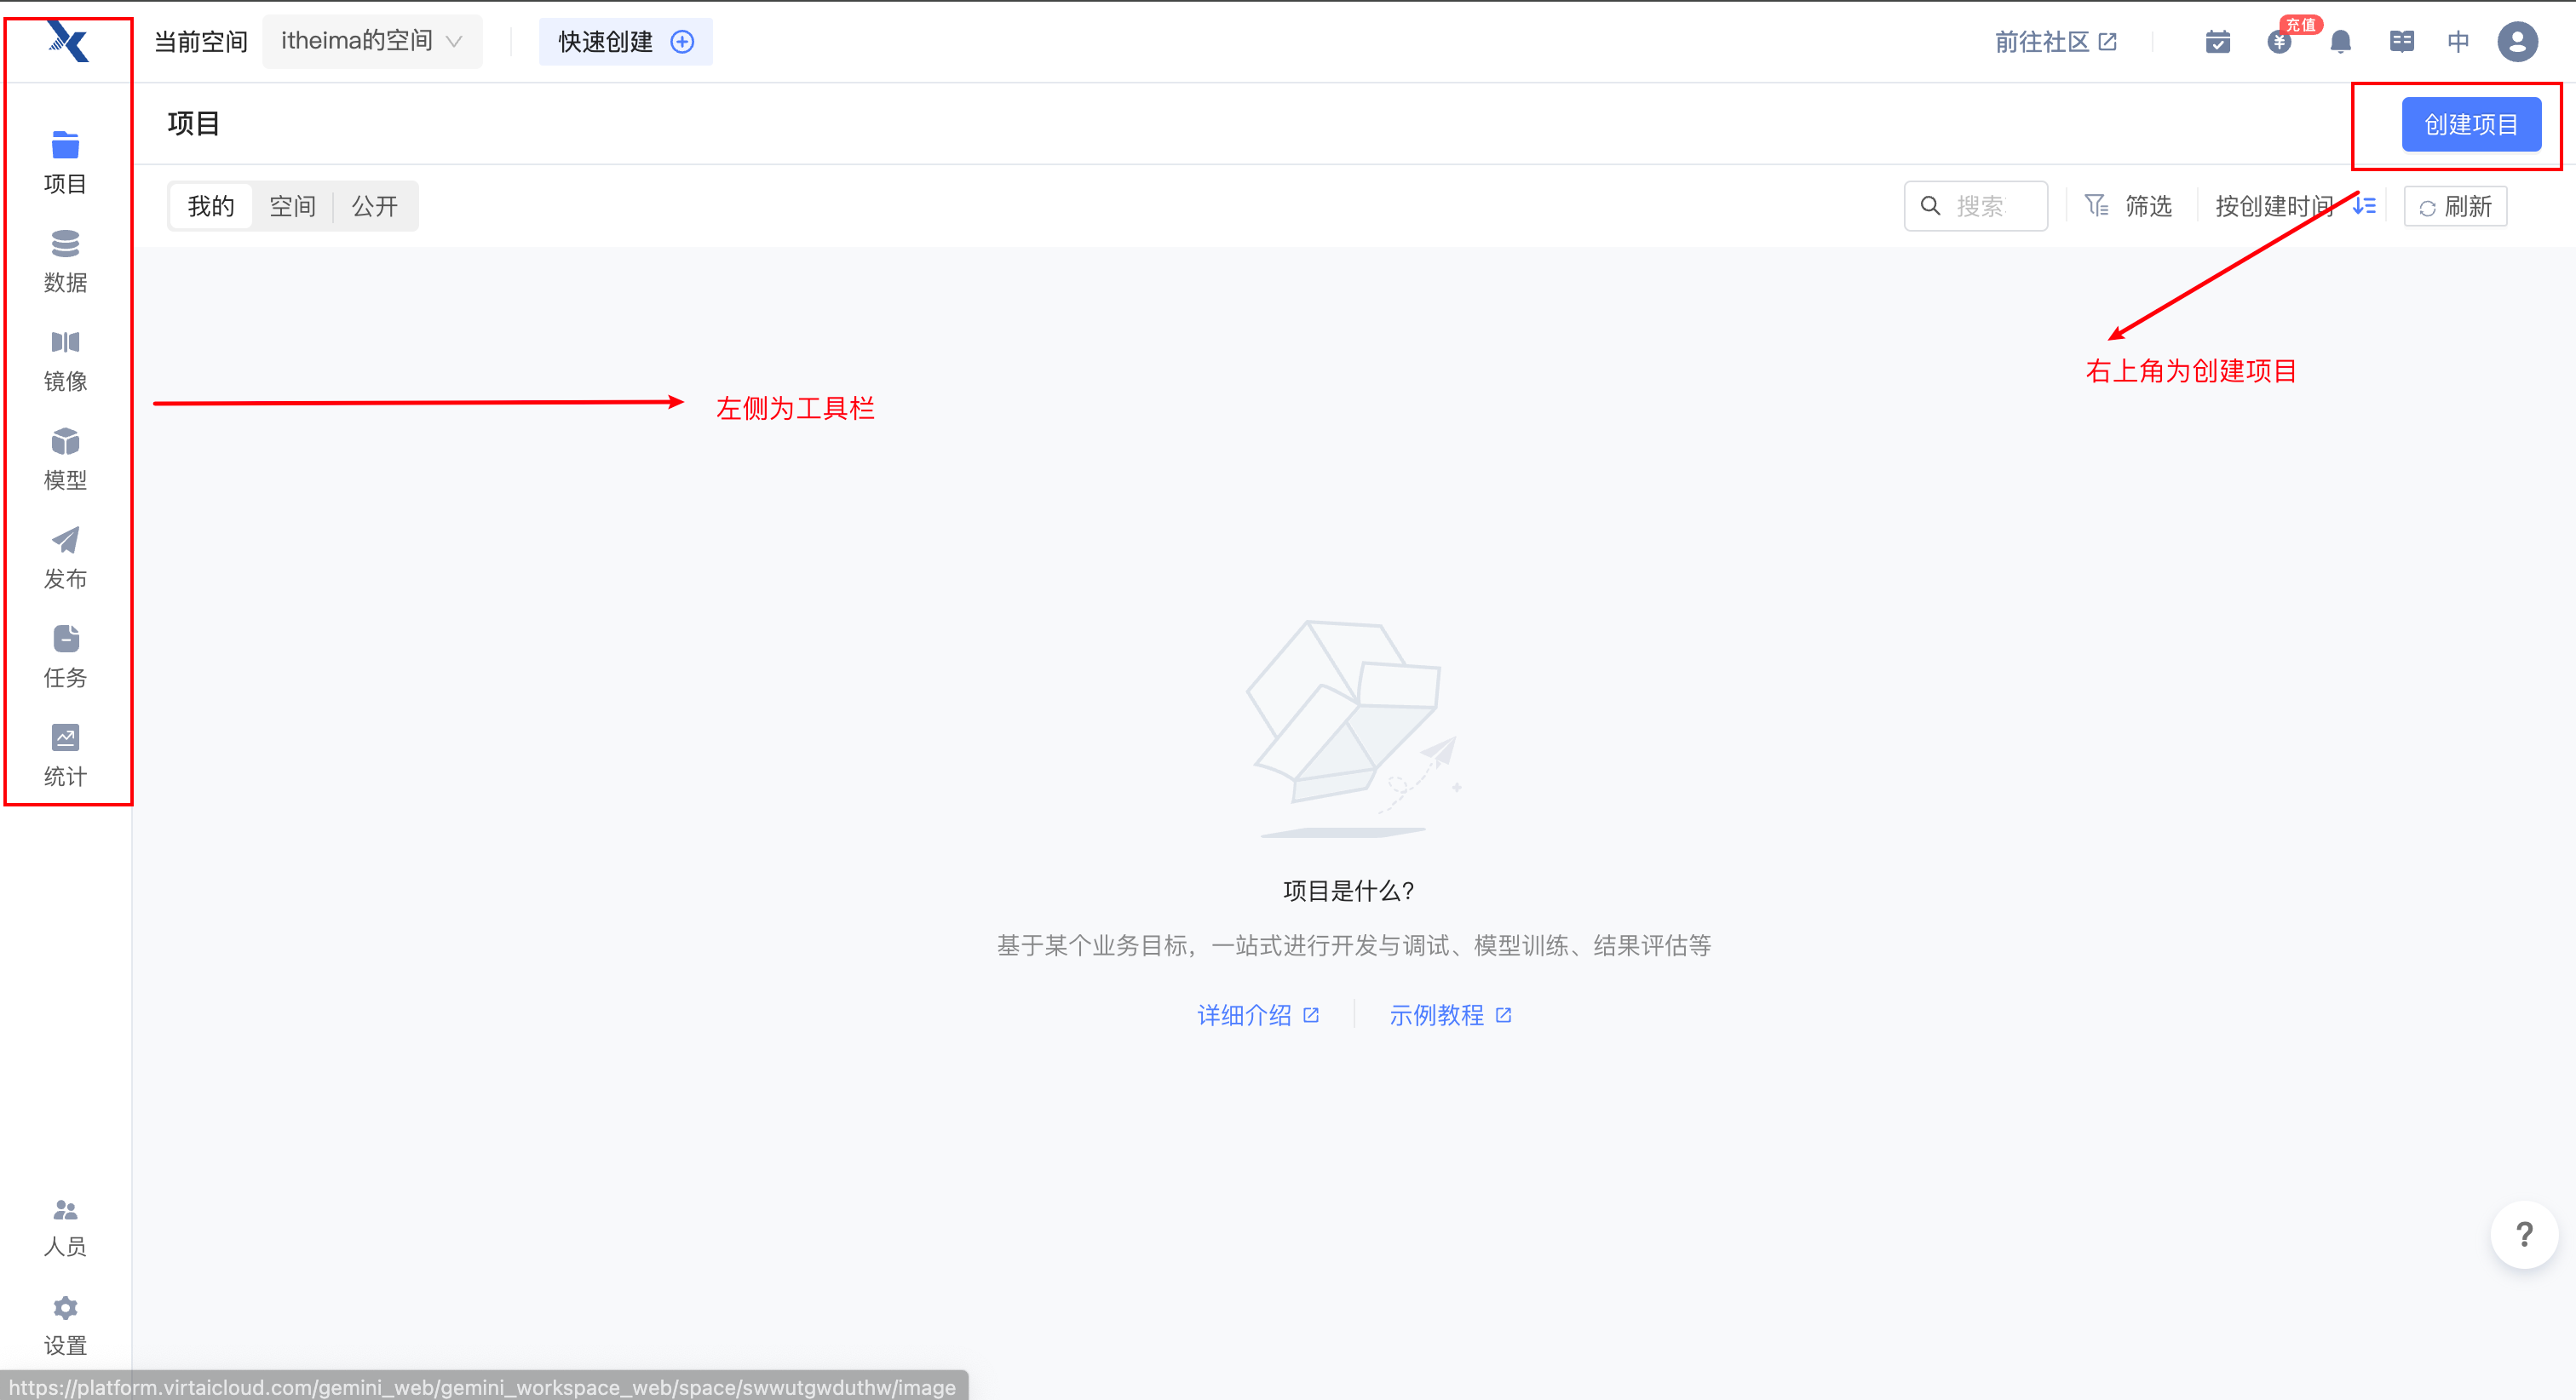 当前空间 itheima的空间 快速创建 前往社区 充值 中
项目 创建项目
我的 空间 公开 搜索 筛选 按创建时间 刷新
项目
数据
镜像
模型
发布
任务
统计
人员
设置
左侧为工具栏
右上角为创建项目
项目是什么?
基于某个业务目标，一站式进行开发与调试、模型训练、结果评估等
详细介绍 示例教程
?
https://platform.virtaicloud.com/gemini_web/gemini_workspace_web/space/swwutgwduthw/image